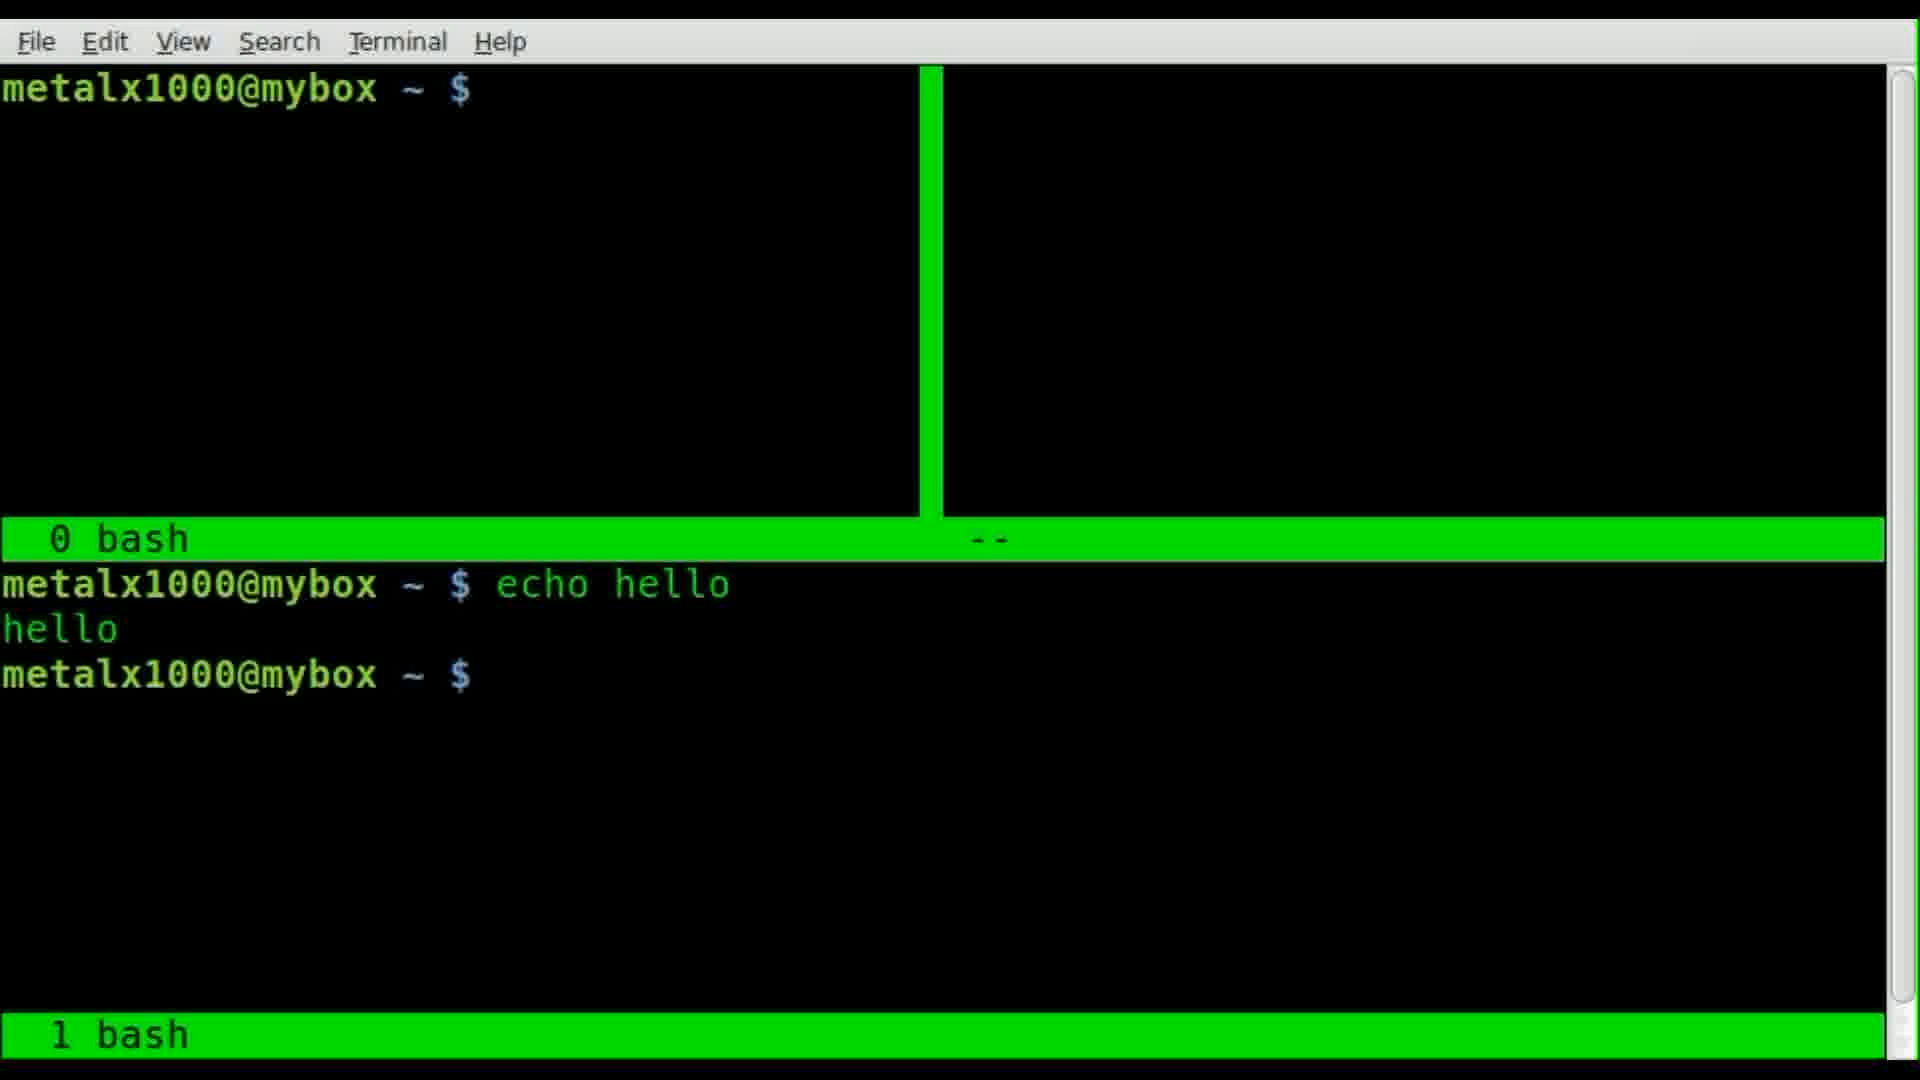 File Edit View Search Terminal Help
metalx1000@mybox ~ $
0 bash --
metalx1000@mybox ~ $ echo hello
hello
metalx1000@mybox ~ $
1 bash